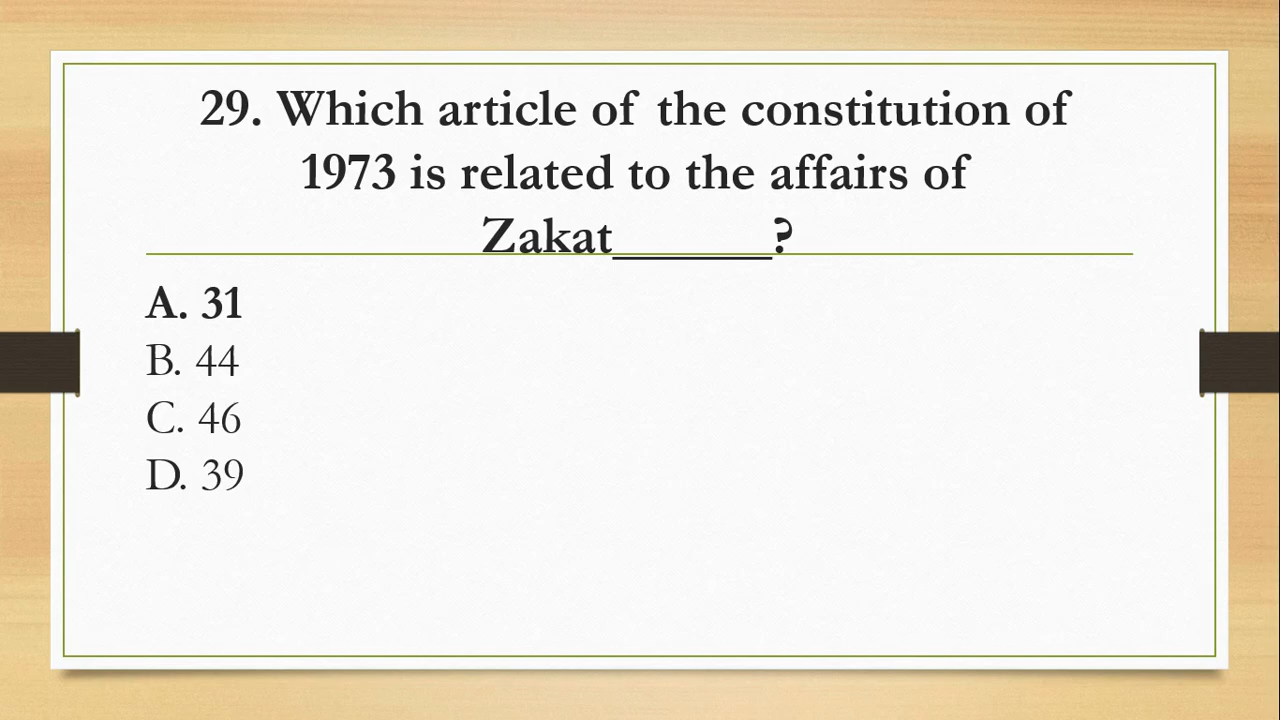 29. Which article of the constitution of
1973 is related to the affairs of
Zakat______?
A. 31
B. 44
C. 46
D. 39